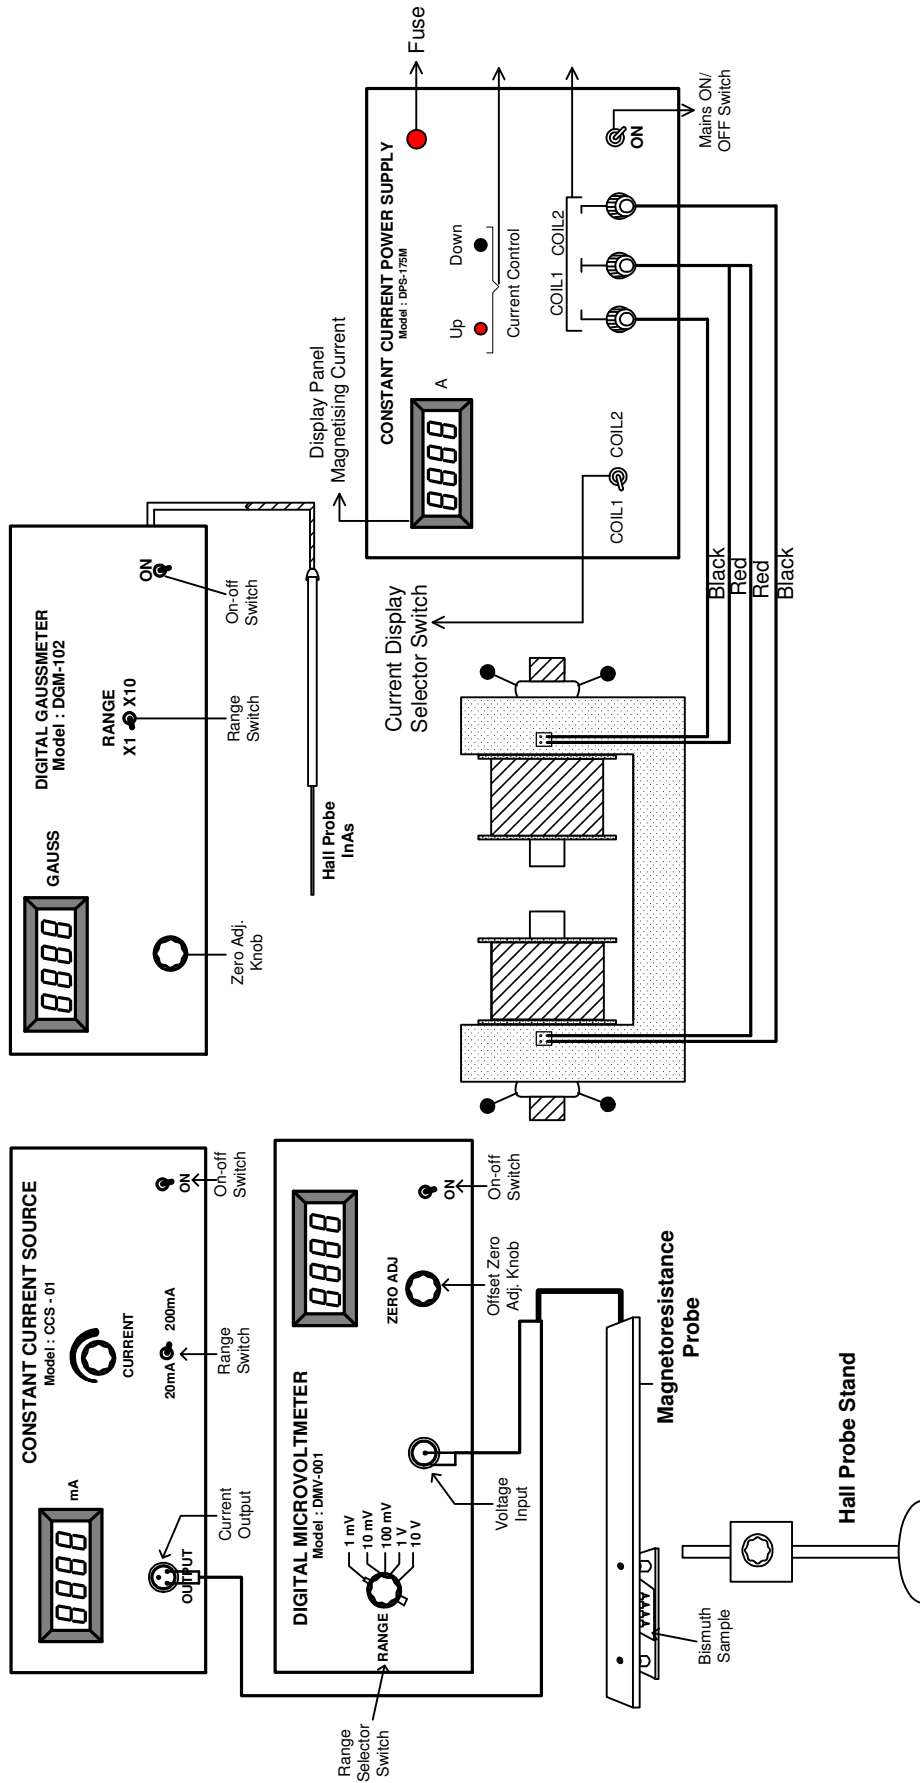 CONSTANT CURRENT SOURCE
Model : CCS - 01
mA
8888
CURRENT
20mA
200mA
OUTPUT
ON
Current
Output
Range
Switch
On-off
Switch
DIGITAL MICROVOLTMETER
Model : DMV-001
8888
1 mV
10 mV
100 mV
1 V
10 V
RANGE
ZERO ADJ
ON
Range
Selector
Switch
Voltage
Input
Offset Zero
Adj. Knob
On-off
Switch
Magnetoresistance
Probe
Bismuth
Sample
Hall Probe Stand
DIGITAL GAUSSMETER
Model : DGM-102
GAUSS
8888
RANGE
X1
X10
ON
Zero Adj.
Knob
Range
Switch
On-off
Switch
Hall Probe
InAs
Display Panel
Magnetising Current
Current Display
Selector Switch
CONSTANT CURRENT POWER SUPPLY
Model : DPS-175M
8888
A
Up
Down
Current Control
COIL1
COIL2
COIL1
COIL2
ON
Fuse
Mains ON/
OFF Switch
Black
Red
Red
Black